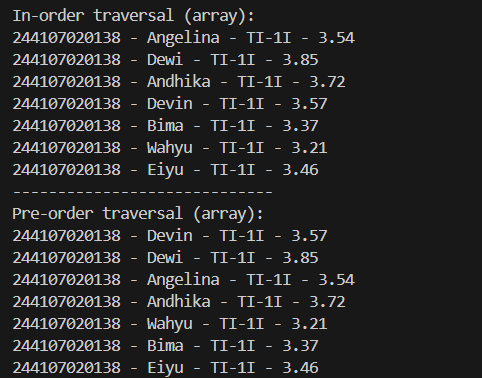 In-order traversal (array):
244107020138 - Angelina - TI-1I - 3.54
244107020138 - Dewi - TI-1I - 3.85
244107020138 - Andhika - TI-1I - 3.72
244107020138 - Devin - TI-1I - 3.57
244107020138 - Bima - TI-1I - 3.37
244107020138 - Wahyu - TI-1I - 3.21
244107020138 - Eiyu - TI-1I - 3.46
-----------------------------
Pre-order traversal (array):
244107020138 - Devin - TI-1I - 3.57
244107020138 - Dewi - TI-1I - 3.85
244107020138 - Angelina - TI-1I - 3.54
244107020138 - Andhika - TI-1I - 3.72
244107020138 - Wahyu - TI-1I - 3.21
244107020138 - Bima - TI-1I - 3.37
244107020138 - Eiyu - TI-1I - 3.46